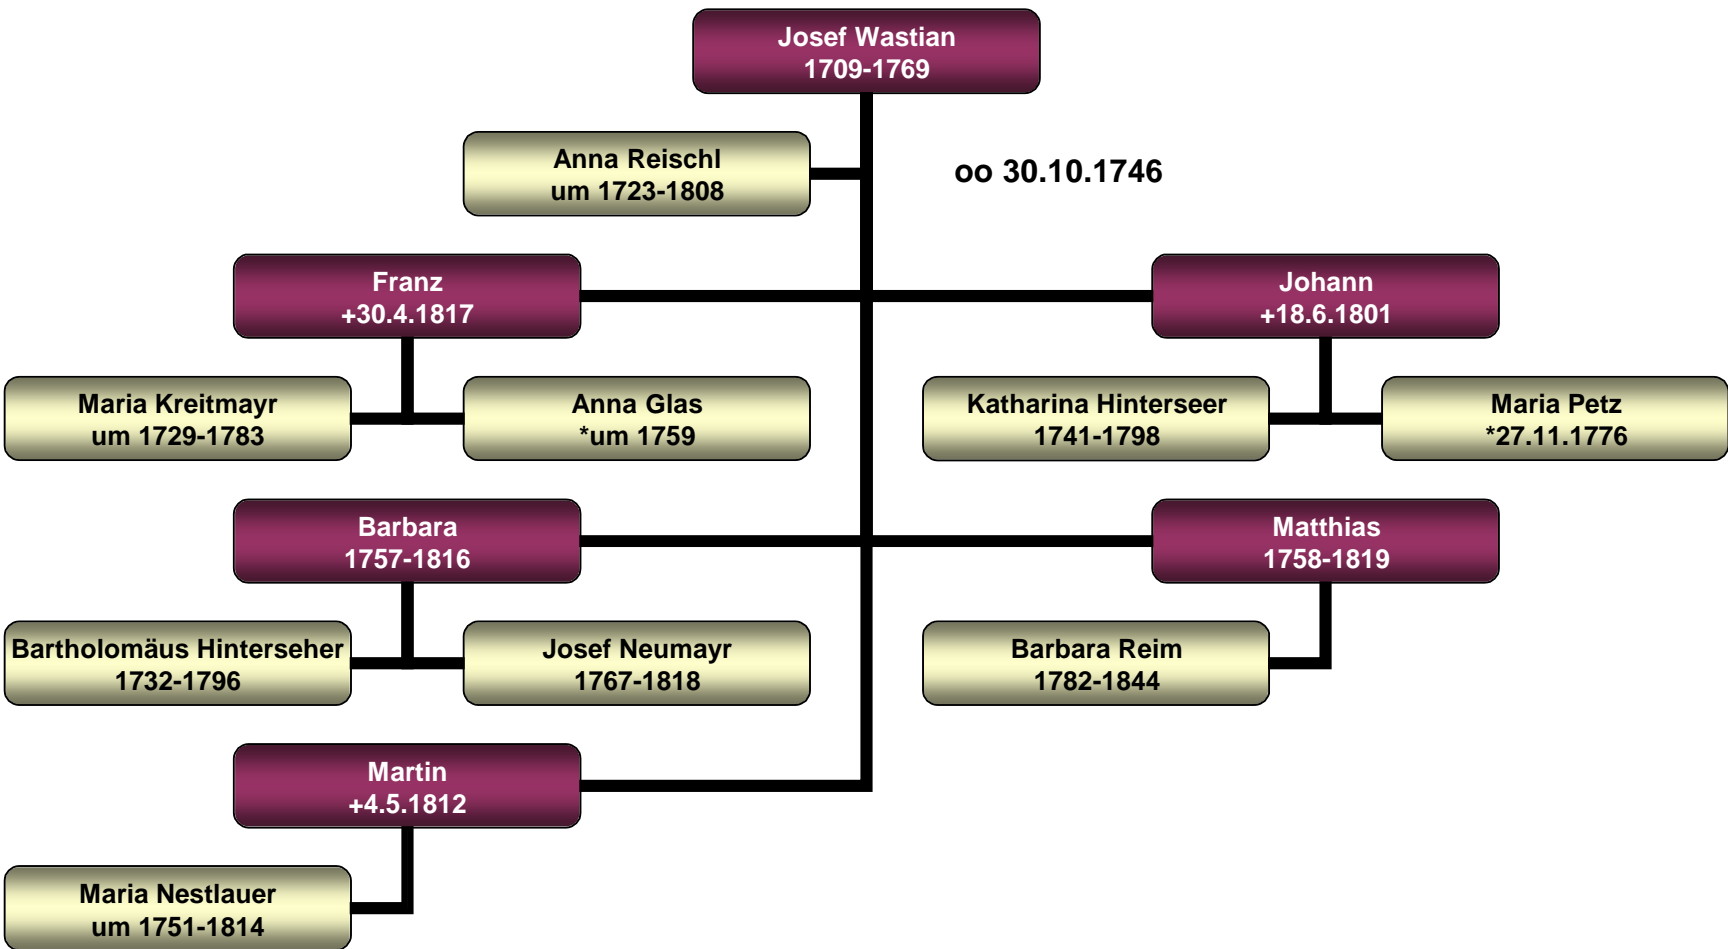 Josef Wastian
1709-1769
Anna Reischl
um 1723-1808
oo 30.10.1746
Franz
+30.4.1817
Johann
+18.6.1801
Maria Kreitmayr
um 1729-1783
Anna Glas
*um 1759
Katharina Hinterseer
1741-1798
Maria Petz
*27.11.1776
Barbara
1757-1816
Matthias
1758-1819
Bartholomäus Hinterseher
1732-1796
Josef Neumayr
1767-1818
Barbara Reim
1782-1844
Martin
+4.5.1812
Maria Nestlauer
um 1751-1814